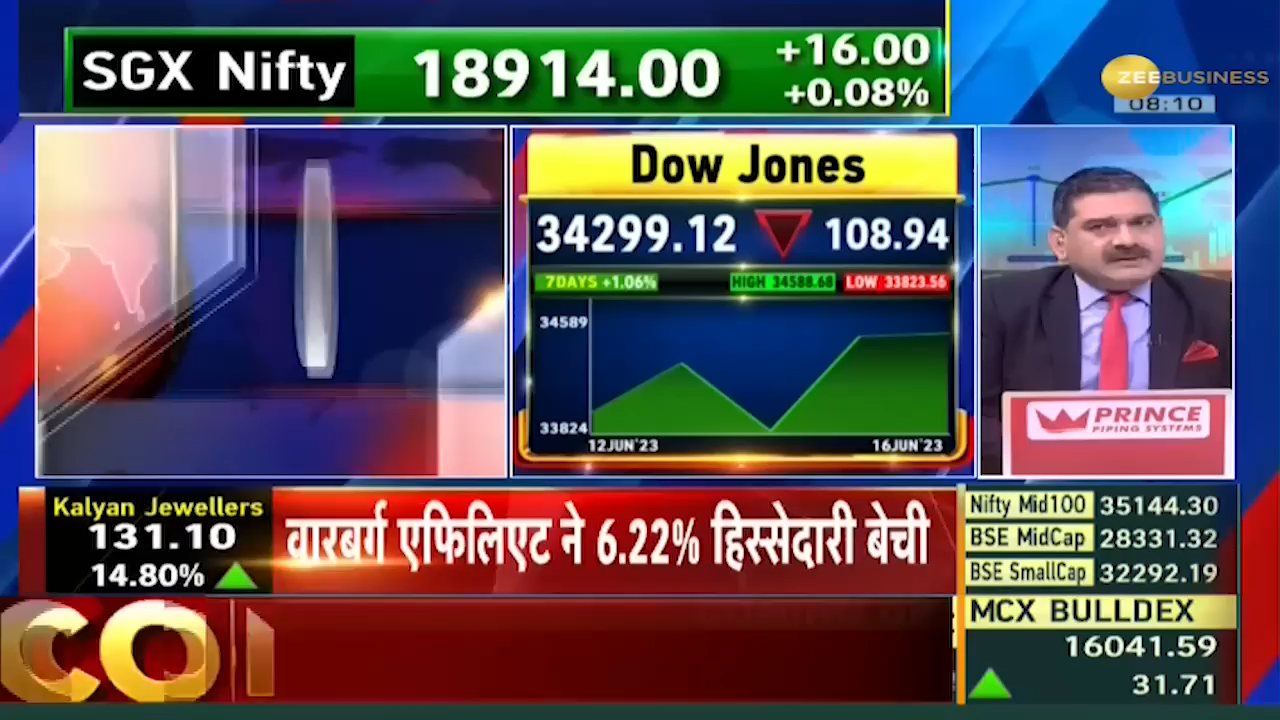 SGX Nifty
18914.00
+16.00
+0.08%
ZEEBUSINESS
08:10
Dow Jones
34299.12
108.94
7DAYS +1.06%
HIGH 34588.68
LOW 33823.56
34589
33824
12JUN'23
16JUN'23
PRINCE
PIPING SYSTEMS
Kalyan Jewellers
131.10
14.80%
वारबर्ग एफिलिएट ने 6.22% हिस्सेदारी बेची
Nifty Mid100 35144.30
BSE MidCap 28331.32
BSE SmallCap 32292.19
MCX BULLDEX
16041.59
31.71